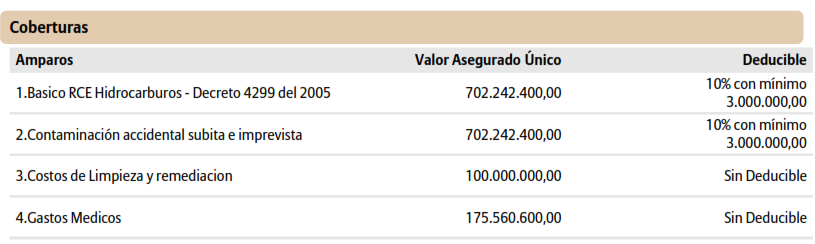 Coberturas
Amparos Valor Asegurado Único Deducible
1.Basico RCE Hidrocarburos - Decreto 4299 del 2005 702.242.400,00 10% con mínimo
3.000.000,00
2.Contaminación accidental subita e imprevista 702.242.400,00 10% con mínimo
3.000.000,00
3.Costos de Limpieza y remediacion 100.000.000,00 Sin Deducible
4.Gastos Medicos 175.560.600,00 Sin Deducible